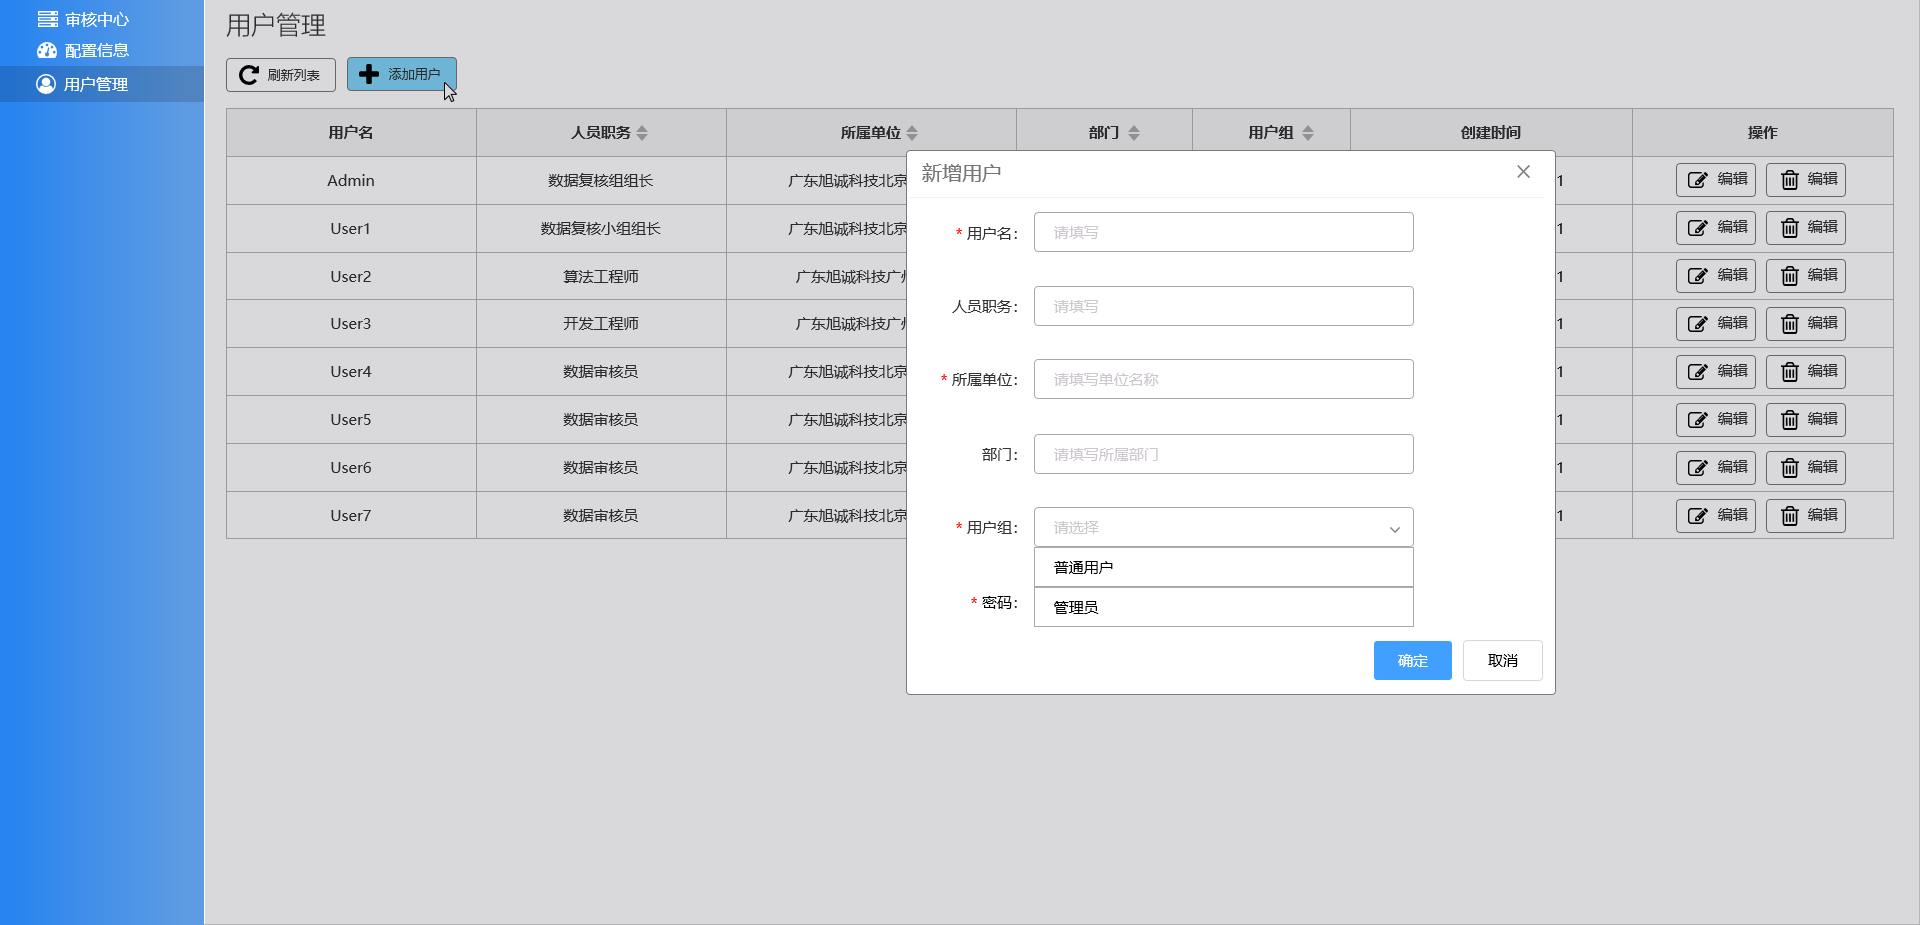 审核中心
配置信息
用户管理
用户管理
刷新列表
添加用户
用户名 人员职务 所属单位 部门 用户组 创建时间 操作
Admin 数据复核组组长 广东旭诚科技北京 1 编辑 编辑
User1 数据复核小组组长 广东旭诚科技北京 1 编辑 编辑
User2 算法工程师 广东旭诚科技广 1 编辑 编辑
User3 开发工程师 广东旭诚科技广 1 编辑 编辑
User4 数据审核员 广东旭诚科技北京 1 编辑 编辑
User5 数据审核员 广东旭诚科技北京 1 编辑 编辑
User6 数据审核员 广东旭诚科技北京 1 编辑 编辑
User7 数据审核员 广东旭诚科技北京 1 编辑 编辑
新增用户
* 用户名： 请填写
人员职务： 请填写
* 所属单位： 请填写单位名称
部门： 请填写所属部门
* 用户组： 请选择
普通用户
* 密码：
管理员
确定 取消